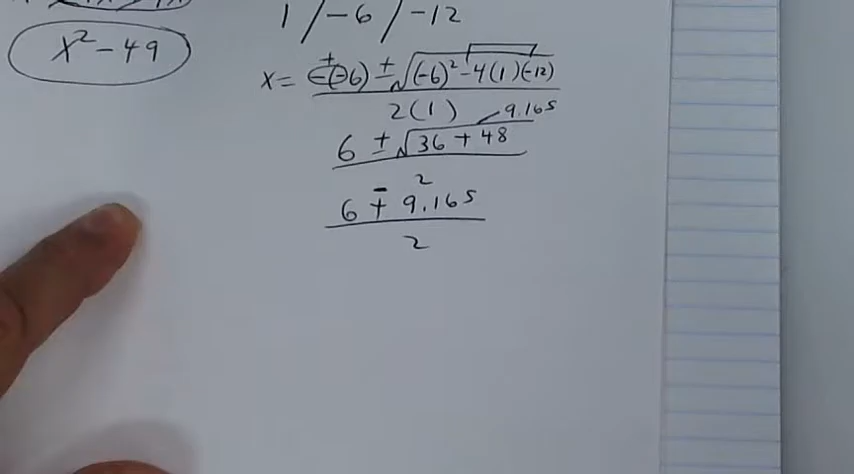 x² - 49
1 / -6 / -12
x = -(-6) ± √(-6)² - 4(1)(-12)
2(1)
9.165
6 ± √36 + 48
2
6 ∓ 9.165
2